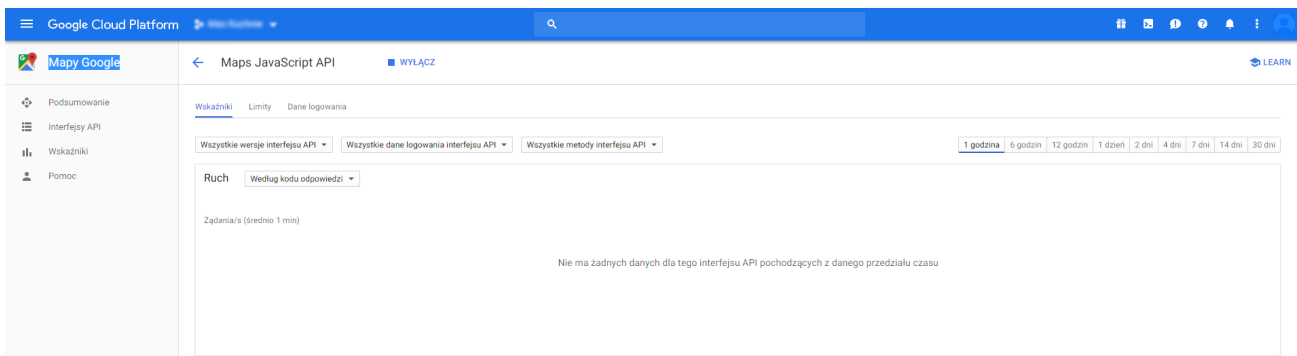 Google Cloud Platform
Mapy Google
Maps JavaScript API
WYŁĄCZ
LEARN
Podsumowanie
Interfejsy API
Wskaźniki
Pomoc
Wskaźniki Limity Dane logowania
Wszystkie wersje interfejsu API Wszystkie dane logowania interfejsu API Wszystkie metody interfejsu API
1 godzina 6 godzin 12 godzin 1 dzień 2 dni 4 dni 7 dni 14 dni 30 dni
Ruch Według kodu odpowiedzi
Żądania/s (średnio 1 min)
Nie ma żadnych danych dla tego interfejsu API pochodzących z danego przedziału czasu